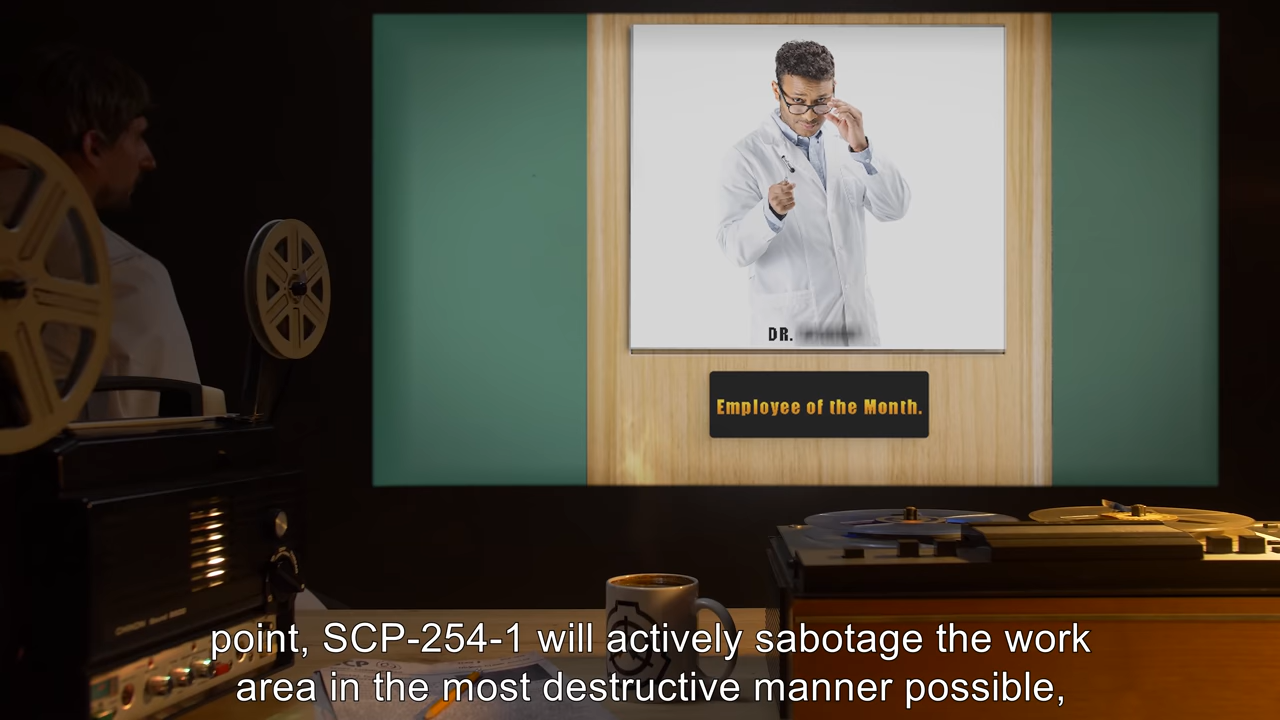 DR.
Employee of the Month.
point, SCP-254-1 will actively sabotage the work
area in the most destructive manner possible,